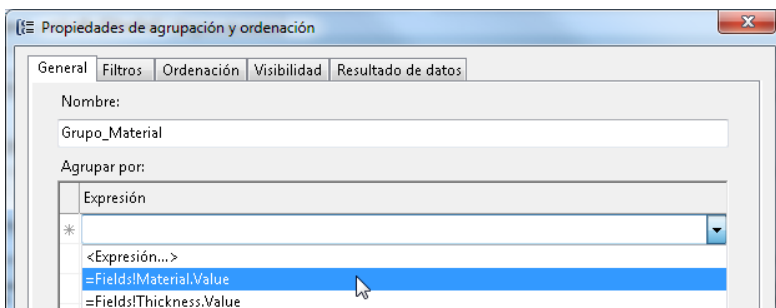 Propiedades de agrupación y ordenación
General Filtros Ordenación Visibilidad Resultado de datos
Nombre:
Grupo_Material
Agrupar por:
Expresión
<Expresión...>
=Fields!Material.Value
=Fields!Thickness.Value